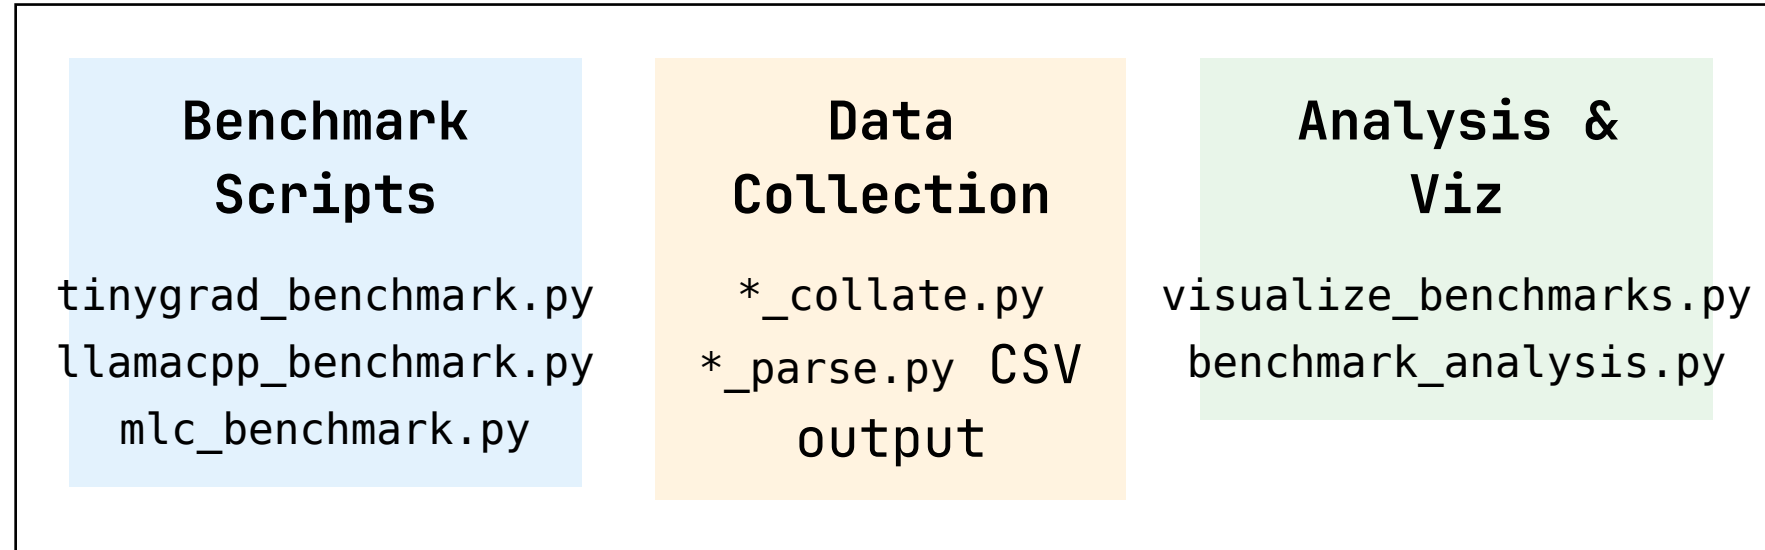 Benchmark
Scripts
tinygrad_benchmark.py
llamacpp_benchmark.py
mlc_benchmark.py
Data
Collection
*_collate.py
*_parse.py CSV
output
Analysis &
Viz
visualize_benchmarks.py
benchmark_analysis.py